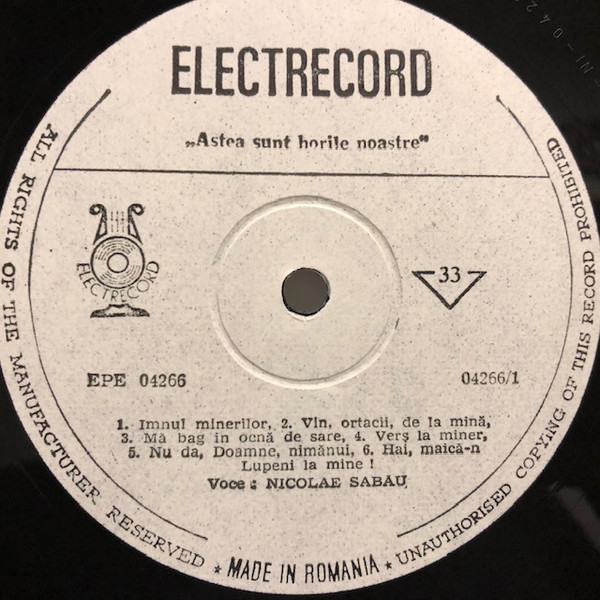 ELECTRECORD
„Astea sunt horile noastre"
ELECTRECORD
33
EPE 04266
04266/1
1. Imnul minerilor, 2. Vin, ortacii, de la mină,
3. Mă bag în ocnă de sare, 4. Verș la miner,
5. Nu da, Doamne, nimănui, 6. Hai, maică-n
Lupeni la mine !
Voce : NICOLAE SABAU
ALL RIGHTS OF THE MANUFACTURER RESERVED ★ MADE IN ROMANIA ★ UNAUTHORISED COPYING OF THIS RECORD PROHIBITED